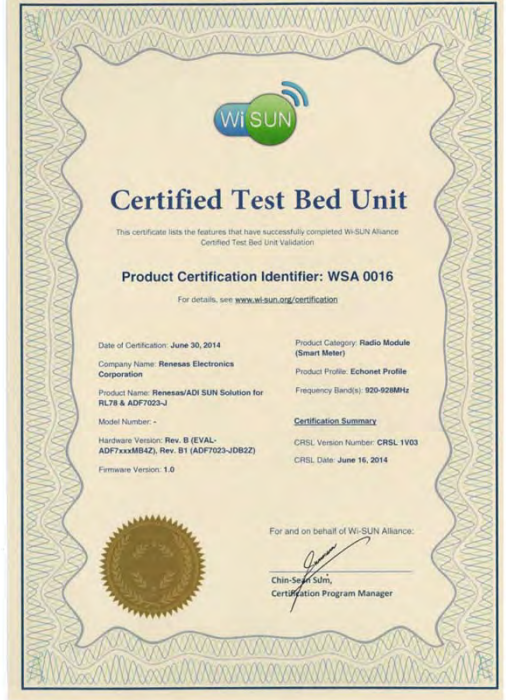 Wi SUN
Certified Test Bed Unit
This certificate lists the features that have successfully completed Wi-SUN Alliance
Certified Test Bed Unit Validation
Product Certification Identifier: WSA 0016
For details, see www.wi-sun.org/certification
Date of Certification: June 30, 2014
Company Name: Renesas Electronics
Corporation
Product Name: Renesas/ADI SUN Solution for
RL78 & ADF7023-J
Model Number: -
Hardware Version: Rev. B (EVAL-
ADF7xxxMB4Z), Rev. B1 (ADF7023-JDB2Z)
Firmware Version: 1.0
Product Category: Radio Module
(Smart Meter)
Product Profile: Echonet Profile
Frequency Band(s): 920-928MHz
Certification Summary
CRSL Version Number: CRSL 1V03
CRSL Date: June 16, 2014
For and on behalf of Wi-SUN Alliance:
Chin-Sean Sum,
Certification Program Manager